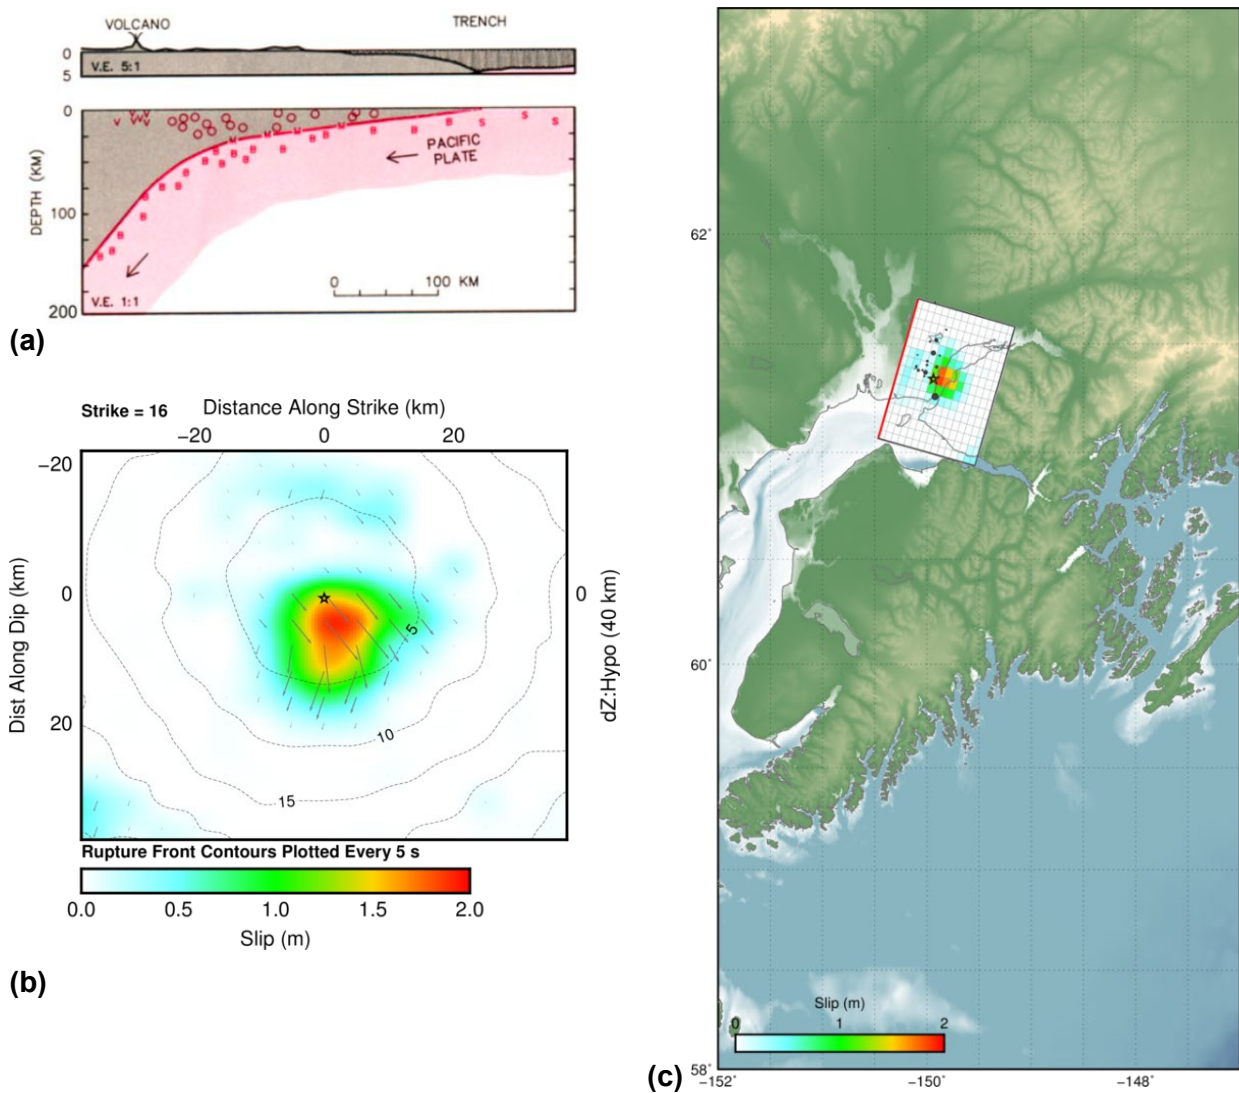 VOLCANO
TRENCH
0
V.E. 5:1
5
0
DEPTH (KM)
PACIFIC
PLATE
100
0 100 KM
200
V.E. 1:1
(a)
Strike = 16 Distance Along Strike (km)
−20 0 20
−20
Dist Along Dip (km)
0
20
0
dZ:Hypo (40 km)
5
10
15
Rupture Front Contours Plotted Every 5 s
0.0 0.5 1.0 1.5 2.0
Slip (m)
(b)
62°
60°
58°
Slip (m)
0 1 2
−152° −150° −148°
(c)